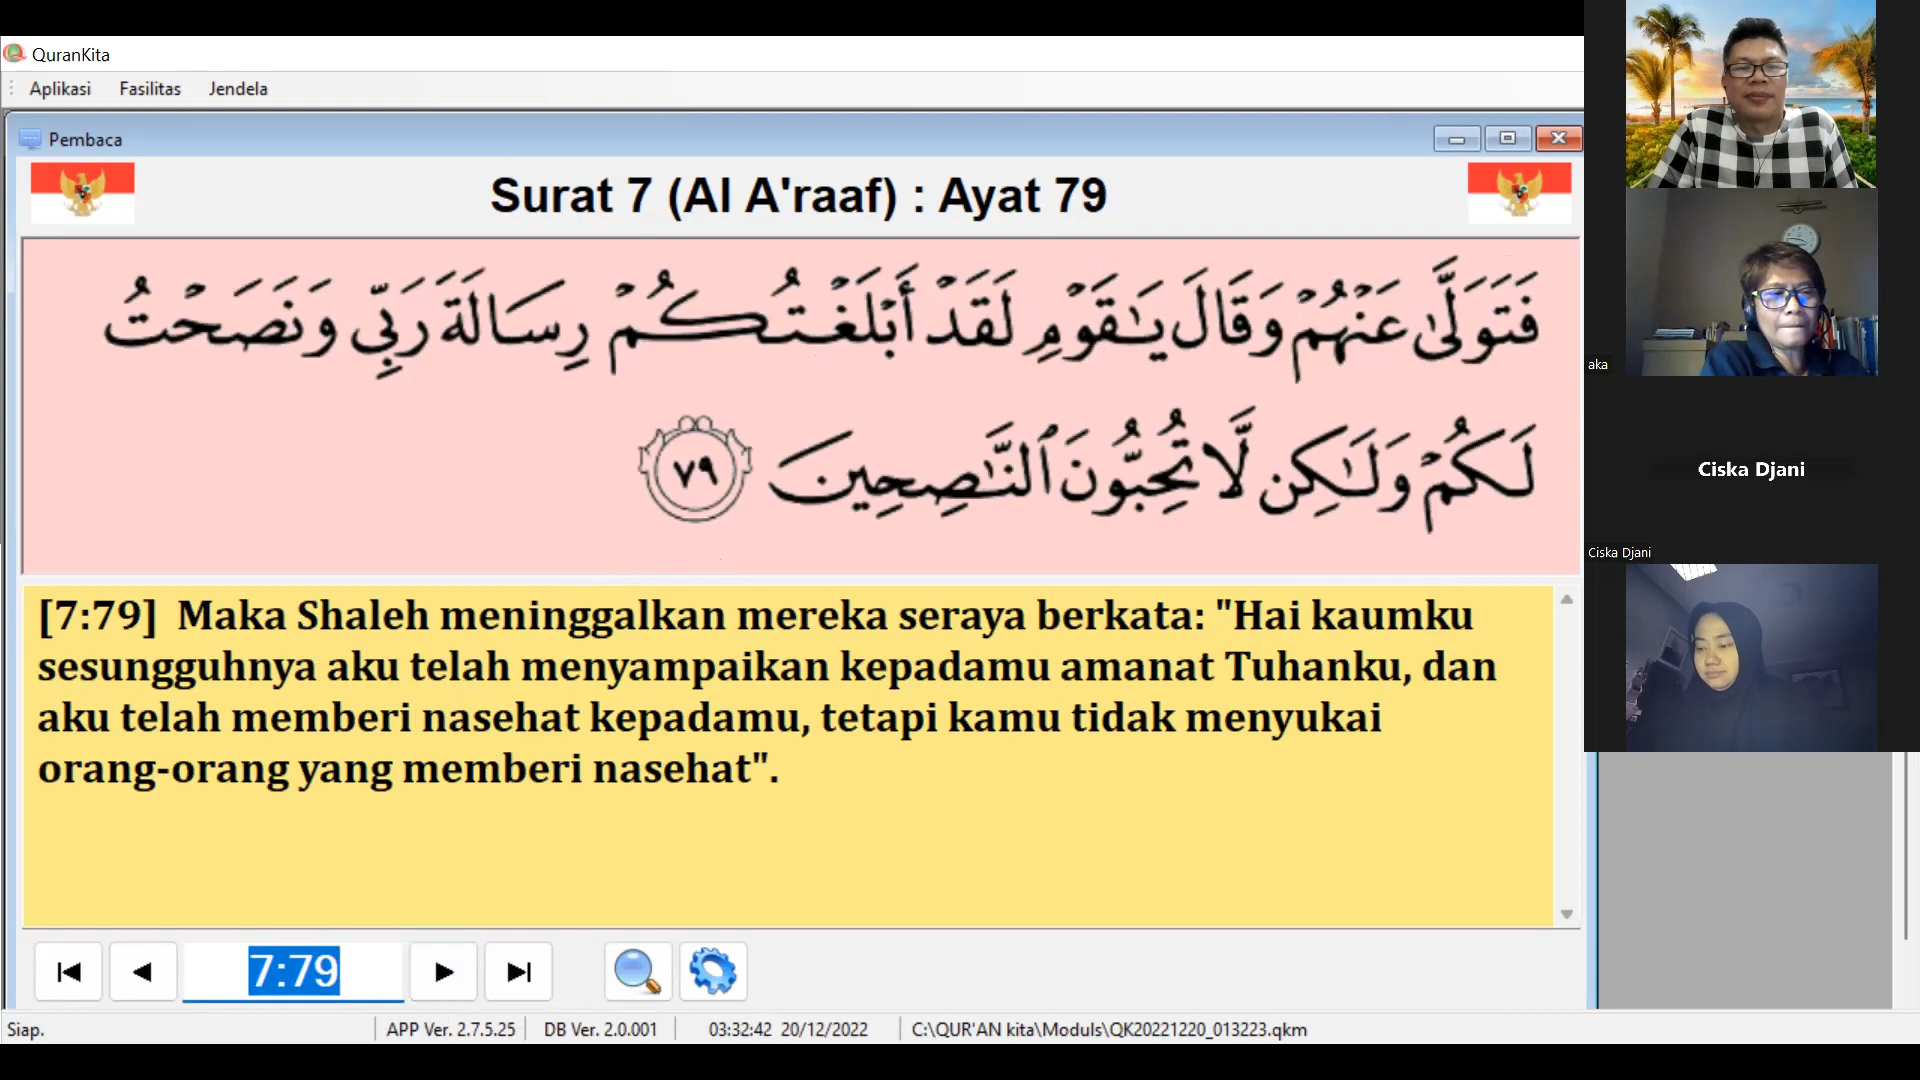 QuranKita
Aplikasi Fasilitas Jendela
Pembaca
Surat 7 (Al A'raaf) : Ayat 79
فَتَوَلَّىٰ عَنْهُمْ وَقَالَ يَـٰقَوْمِ لَقَدْ أَبْلَغْتُكُمْ رِسَالَةَ رَبِّى وَنَصَحْتُ
لَكُمْ وَلَـٰكِن لَّا تُحِبُّونَ ٱلنَّـٰصِحِينَ ٧٩
[7:79] Maka Shaleh meninggalkan mereka seraya berkata: "Hai kaumku
sesungguhnya aku telah menyampaikan kepadamu amanat Tuhanku, dan
aku telah memberi nasehat kepadamu, tetapi kamu tidak menyukai
orang-orang yang memberi nasehat".
7:79
Siap. APP Ver. 2.7.5.25 DB Ver. 2.0.001 03:32:42 20/12/2022 C:\QUR'AN kita\Moduls\QK20221220_013223.qkm
aka
Ciska Djani
Ciska Djani